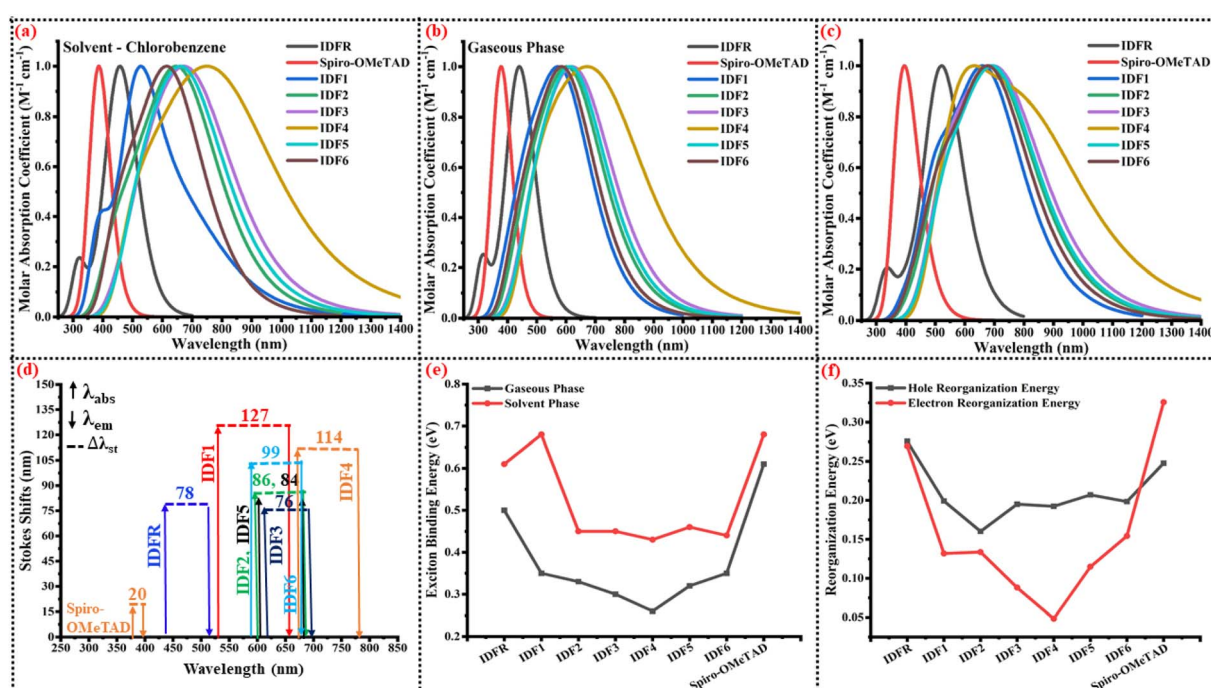 (a)
Solvent - Chlorobenzene
IDFR
Spiro-OMeTAD
IDF1
IDF2
IDF3
IDF4
IDF5
IDF6
Molar Absorption Coefficient (M⁻¹ cm⁻¹)
1.0
0.8
0.6
0.4
0.2
0.0
300 400 500 600 700 800 900 1000 1100 1200 1300 1400
Wavelength (nm)
(b)
Gaseous Phase
IDFR
Spiro-OMeTAD
IDF1
IDF2
IDF3
IDF4
IDF5
IDF6
Molar Absorption Coefficient (M⁻¹ cm⁻¹)
1.0
0.8
0.6
0.4
0.2
0.0
300 400 500 600 700 800 900 1000 1100 1200 1300 1400
Wavelength (nm)
(c)
IDFR
Spiro-OMeTAD
IDF1
IDF2
IDF3
IDF4
IDF5
IDF6
Molar Absorption Coefficient (M⁻¹ cm⁻¹)
1.0
0.8
0.6
0.4
0.2
0.0
300 400 500 600 700 800 900 1000 1100 1200 1300 1400
Wavelength (nm)
(d)
λabs
λem
Δλst
Stokes Shifts (nm)
150
135
120
105
90
75
60
45
30
15
0
127
114
99
86, 84
78
76
20
IDF1
IDF4
IDFR
IDF2, IDF5
IDF3
IDF6
Spiro-
OMeTAD
250 300 350 400 450 500 550 600 650 700 750 800 850
Wavelength (nm)
(e)
Gaseous Phase
Solvent Phase
Exciton Binding Energy (eV)
0.8
0.7
0.6
0.5
0.4
0.3
0.2
IDFR IDF1 IDF2 IDF3 IDF4 IDF5 IDF6 Spiro-OMeTAD
(f)
Hole Reorganization Energy
Electron Reorganization Energy
Reorganization Energy (eV)
0.35
0.30
0.25
0.20
0.15
0.10
0.05
IDFR IDF1 IDF2 IDF3 IDF4 IDF5 IDF6 Spiro-OMeTAD